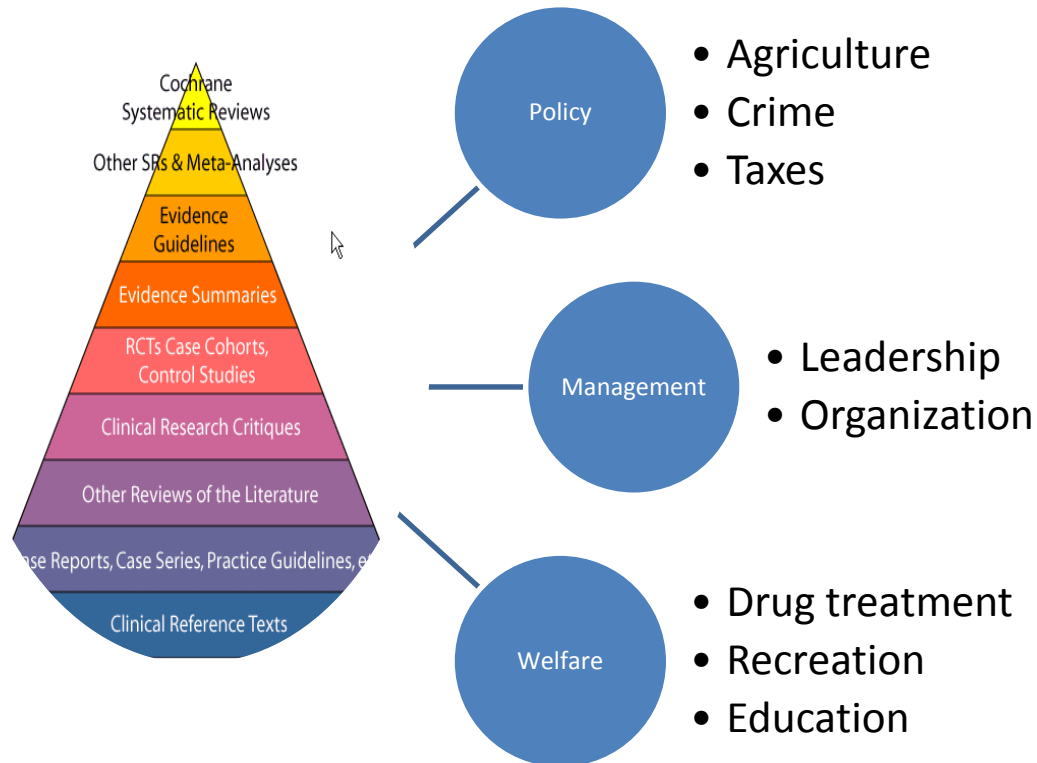 Cochrane
Systematic Reviews
Other SRs & Meta-Analyses
Evidence
Guidelines
Evidence Summaries
RCTs Case Cohorts,
Control Studies
Clinical Research Critiques
Other Reviews of the Literature
ase Reports, Case Series, Practice Guidelines, et
Clinical Reference Texts
Policy
• Agriculture
• Crime
• Taxes
Management
• Leadership
• Organization
Welfare
• Drug treatment
• Recreation
• Education